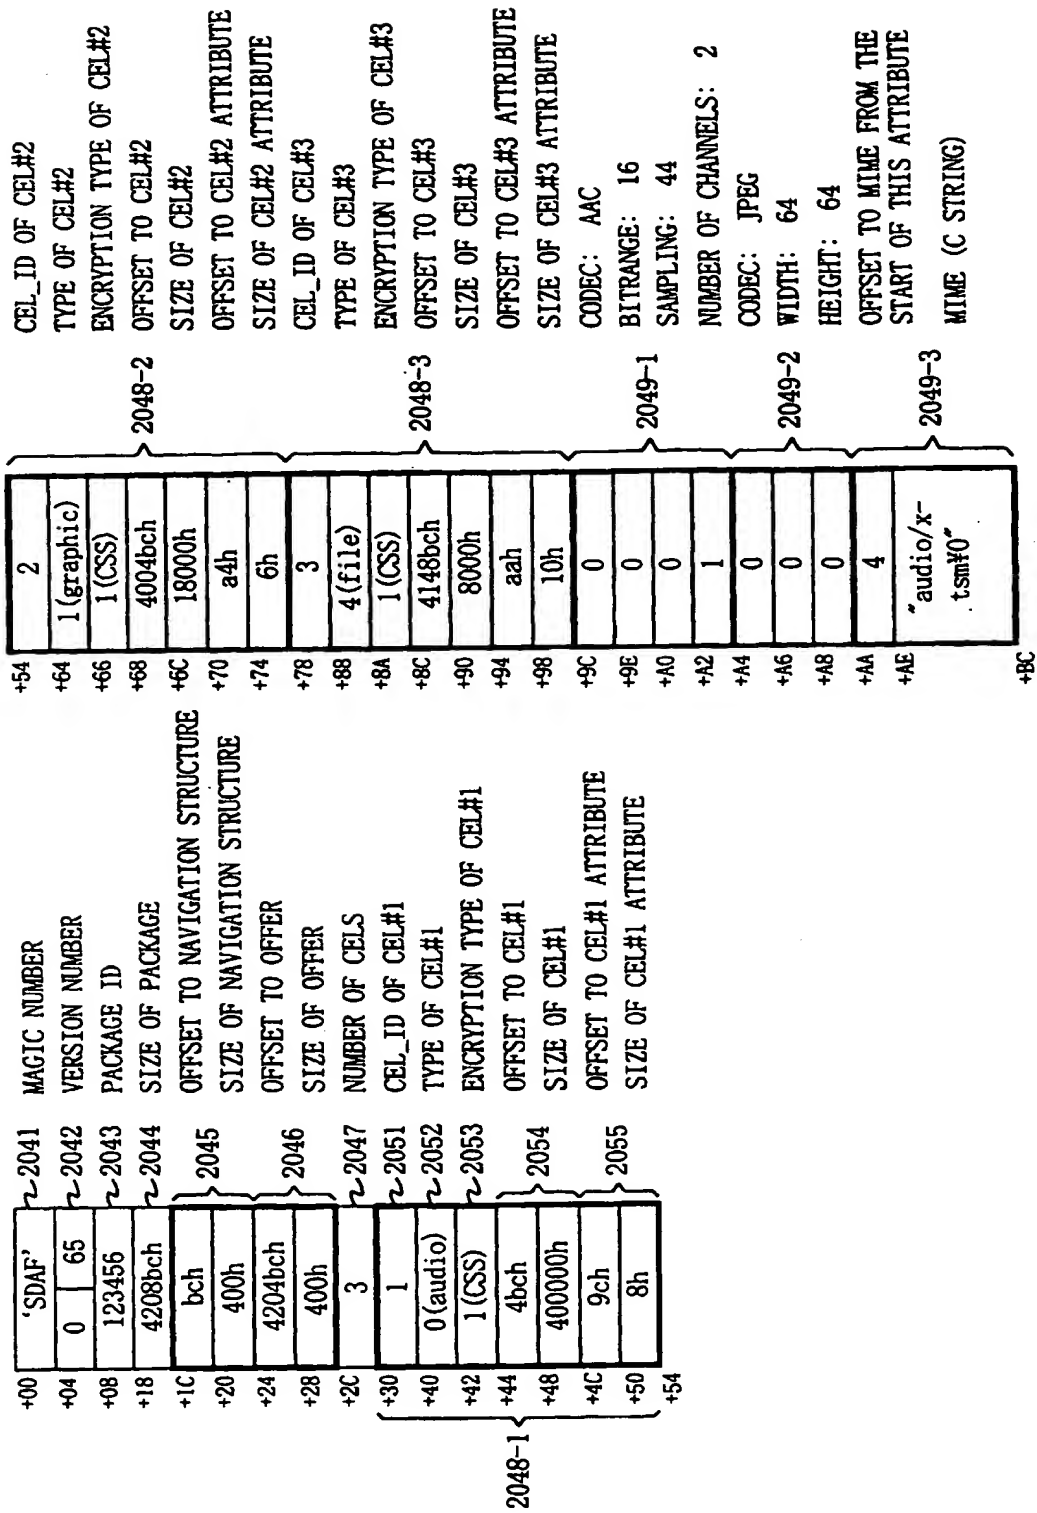 +00 'SDAF' 2041 MAGIC NUMBER
+04 0 65 2042 VERSION NUMBER
+08 123456 2043 PACKAGE ID
+18 4208bch 2044 SIZE OF PACKAGE
+1C bch OFFSET TO NAVIGATION STRUCTURE
2045
+20 400h SIZE OF NAVIGATION STRUCTURE
+24 4204bch OFFSET TO OFFER
2046
+28 400h SIZE OF OFFER
+2C 3 2047 NUMBER OF CELS
2048-1
+30 1 2051 CEL_ID OF CEL#1
+40 0(audio) 2052 TYPE OF CEL#1
+42 1(CSS) 2053 ENCRYPTION TYPE OF CEL#1
+44 4bch OFFSET TO CEL#1
2054
+48 400000h SIZE OF CEL#1
+4C 9ch OFFSET TO CEL#1 ATTRIBUTE
2055
+50 8h SIZE OF CEL#1 ATTRIBUTE
+54
+54 2 CEL_ID OF CEL#2
+64 1(graphic) TYPE OF CEL#2
+66 1(CSS) ENCRYPTION TYPE OF CEL#2
+68 4004bch OFFSET TO CEL#2
2048-2
+6C 18000h SIZE OF CEL#2
+70 a4h OFFSET TO CEL#2 ATTRIBUTE
+74 6h SIZE OF CEL#2 ATTRIBUTE
+78 3 CEL_ID OF CEL#3
+88 4(file) TYPE OF CEL#3
+8A 1(CSS) ENCRYPTION TYPE OF CEL#3
+8C 4148bch OFFSET TO CEL#3
2048-3
+90 8000h SIZE OF CEL#3
+94 aah OFFSET TO CEL#3 ATTRIBUTE
+98 10h SIZE OF CEL#3 ATTRIBUTE
+9C 0 CODEC: AAC
+9E 0 BITRANGE: 16
2049-1
+A0 0 SAMPLING: 44
+A2 1 NUMBER OF CHANNELS: 2
+A4 0 CODEC: JPEG
+A6 0 2049-2 WIDTH: 64
+A8 0 HEIGHT: 64
+AA 4 OFFSET TO MIME FROM THE
START OF THIS ATTRIBUTE
2049-3
+AE "audio/x- MIME (C STRING)
tsm¥0"
+BC